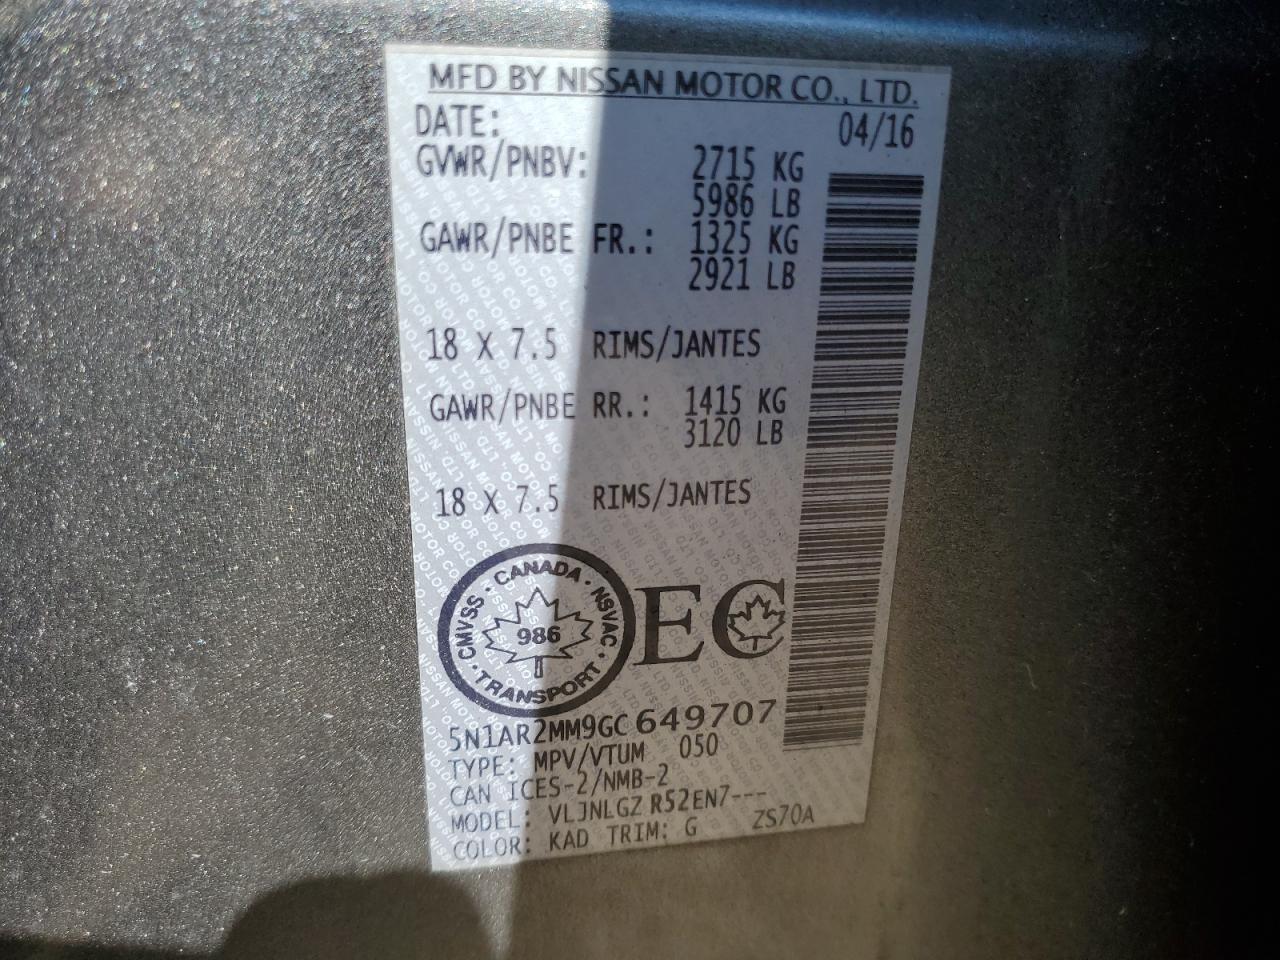 MFD BY NISSAN MOTOR CO., LTD.
DATE: 04/16
GVWR/PNBV: 2715 KG
5986 LB
GAWR/PNBE FR.: 1325 KG
2921 LB
18 X 7.5 RIMS/JANTES
GAWR/PNBE RR.: 1415 KG
3120 LB
18 X 7.5 RIMS/JANTES
CANADA · NSVAC · TRANSPORT · CMVSS
986
EC
5N1AR2MM9GC649707
TYPE: MPV/VTUM 050
CAN ICES-2/NMB-2
MODEL: VLJNLGZ R52EN7---
COLOR: KAD TRIM: G ZS70A